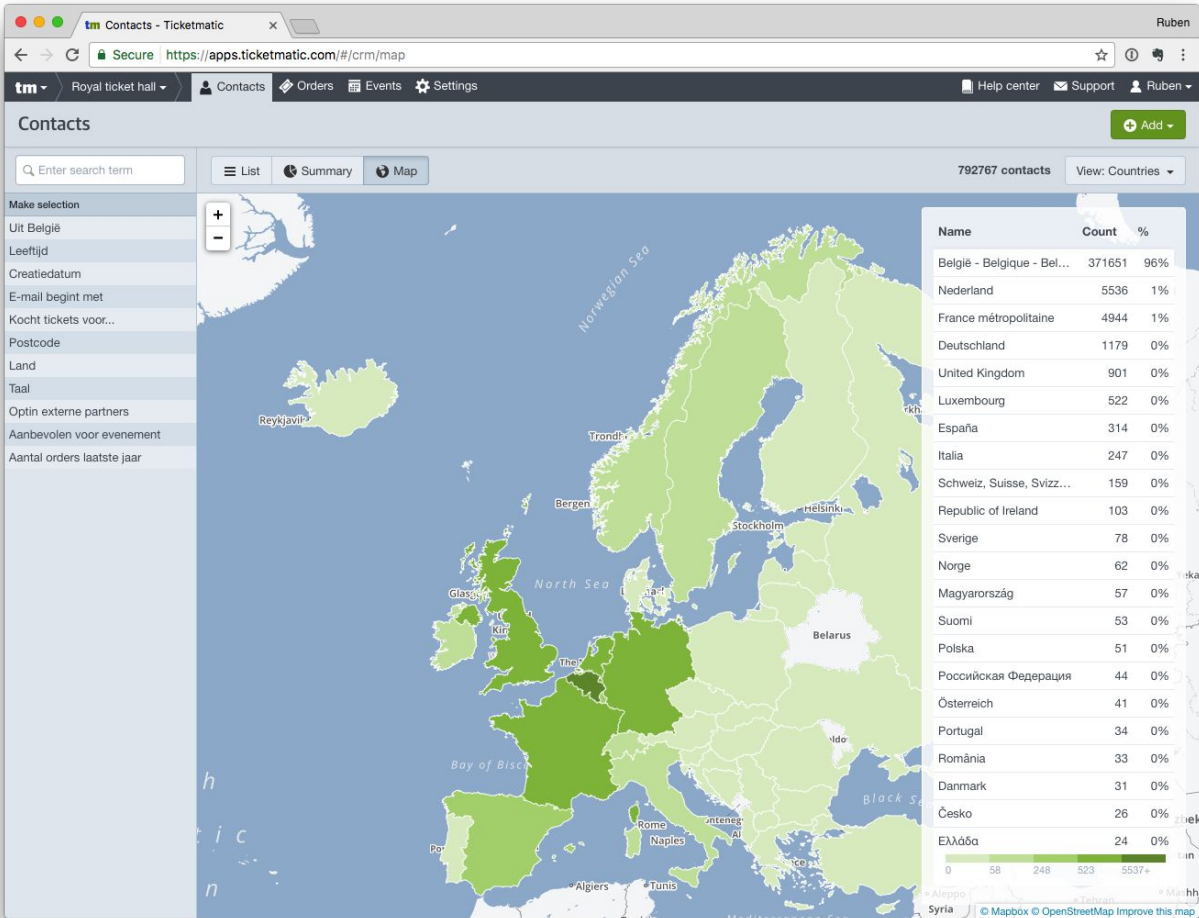 tm Contacts - Ticketmatic
Ruben
Secure https://apps.ticketmatic.com/#/crm/map
tm Royal ticket hall Contacts Orders Events Settings Help center Support Ruben
Contacts
Add
Enter search term
List Summary Map
792767 contacts View: Countries
Make selection
Uit België
Leeftijd
Creatiedatum
E-mail begint met
Kocht tickets voor...
Postcode
Land
Taal
Optin externe partners
Aanbevolen voor evenement
Aantal orders laatste jaar
+
−
Norwegian Sea
Reykjavik
Trondh
Bergen
Helsinki
Stockholm
North Sea
Glasg
Kin
The
Belarus
Bay of Bisc
Rome
Naples
Black Se
Algiers
Tunis
Mediterranean Sea
Aleppo
Tehran
Mashh
Syria
Name Count %
België - Belgique - Bel... 371651 96%
Nederland 5536 1%
France métropolitaine 4944 1%
Deutschland 1179 0%
United Kingdom 901 0%
Luxembourg 522 0%
España 314 0%
Italia 247 0%
Schweiz, Suisse, Svizz... 159 0%
Republic of Ireland 103 0%
Sverige 78 0%
Norge 62 0%
Magyarország 57 0%
Suomi 53 0%
Polska 51 0%
Российская Федерация 44 0%
Österreich 41 0%
Portugal 34 0%
România 33 0%
Danmark 31 0%
Česko 26 0%
Ελλάδα 24 0%
0 58 248 523 5537+
© Mapbox © OpenStreetMap Improve this map